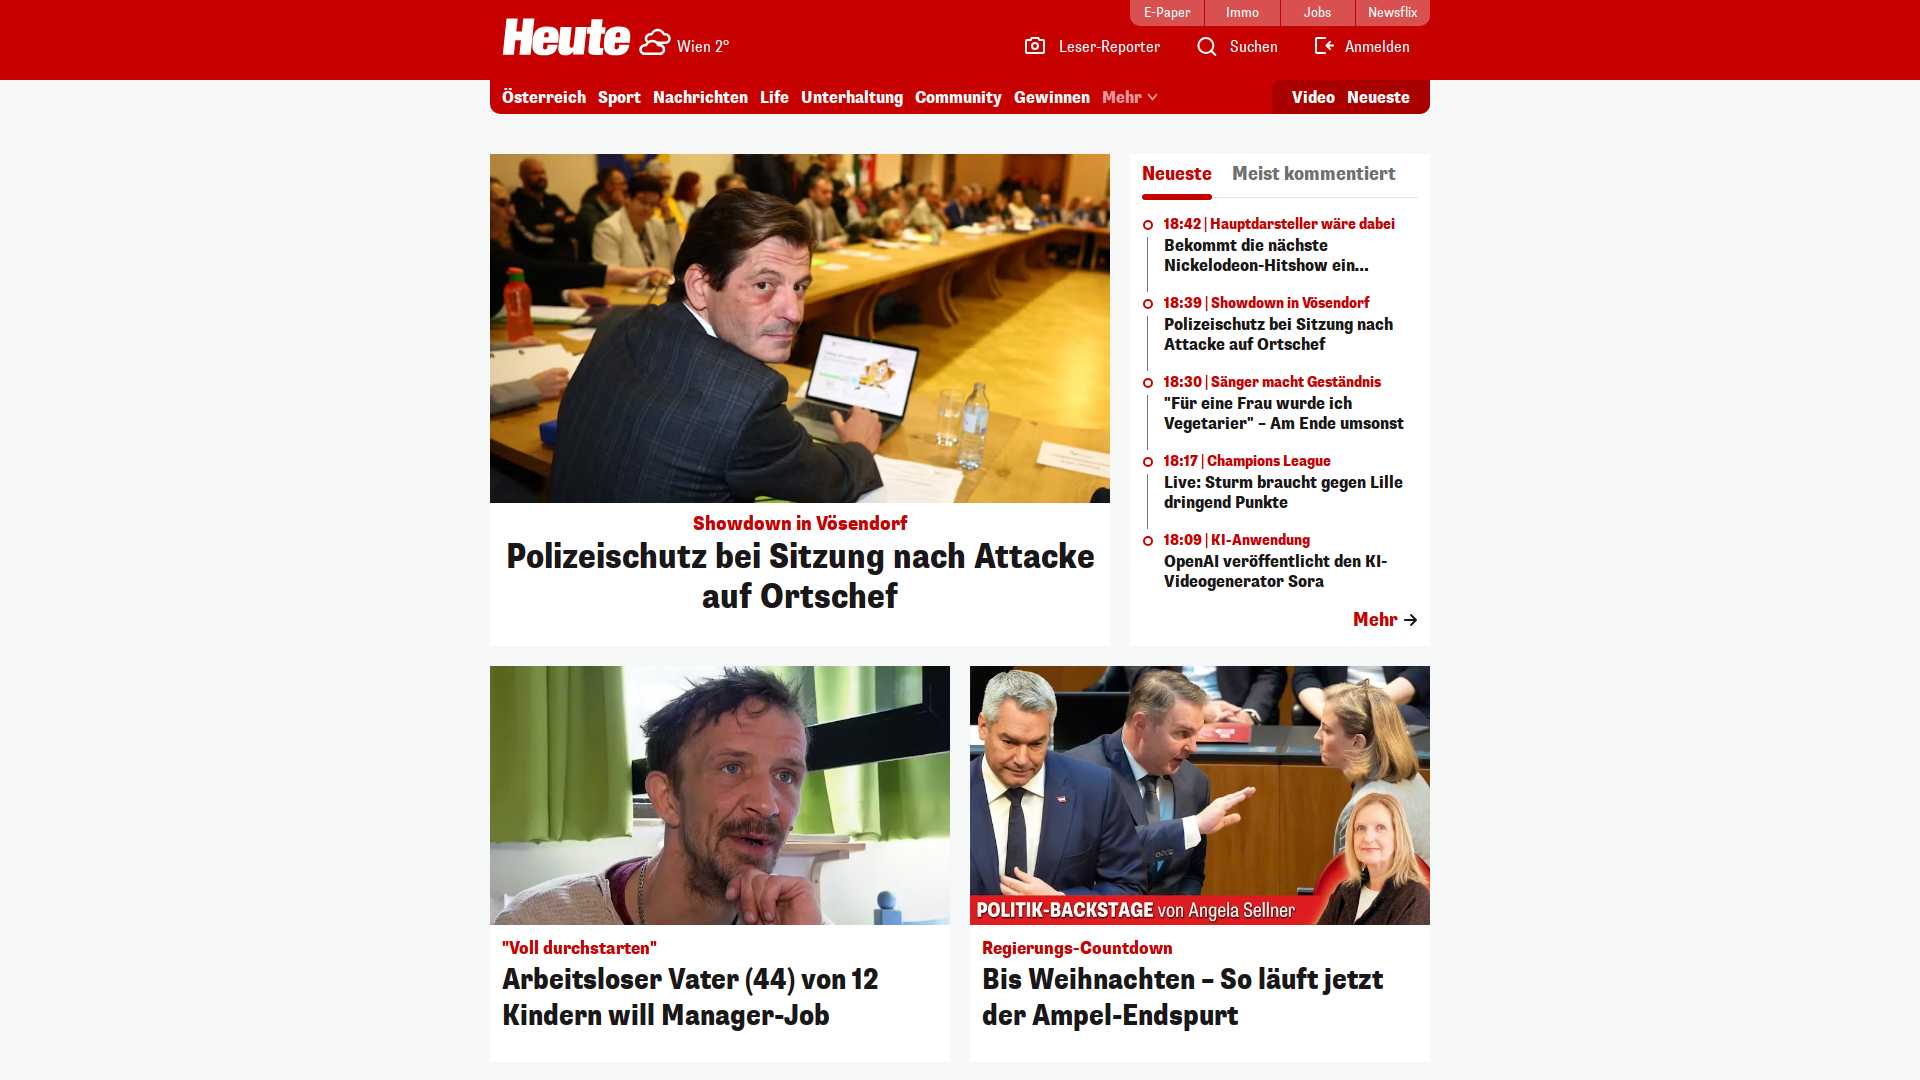 E-Paper
Immo
Jobs
Newsflix
Heute
Wien 2°
Leser-Reporter
Suchen
Anmelden
Österreich
Sport
Nachrichten
Life
Unterhaltung
Community
Gewinnen
Mehr
Video
Neueste
Showdown in Vösendorf
Polizeischutz bei Sitzung nach Attacke
auf Ortschef
Neueste
Meist kommentiert
18:42 | Hauptdarsteller wäre dabei
Bekommt die nächste
Nickelodeon-Hitshow ein...
18:39 | Showdown in Vösendorf
Polizeischutz bei Sitzung nach
Attacke auf Ortschef
18:30 | Sänger macht Geständnis
"Für eine Frau wurde ich
Vegetarier" – Am Ende umsonst
18:17 | Champions League
Live: Sturm braucht gegen Lille
dringend Punkte
18:09 | KI-Anwendung
OpenAI veröffentlicht den KI-
Videogenerator Sora
Mehr →
"Voll durchstarten"
Arbeitsloser Vater (44) von 12
Kindern will Manager-Job
POLITIK-BACKSTAGE von Angela Sellner
Regierungs-Countdown
Bis Weihnachten – So läuft jetzt
der Ampel-Endspurt